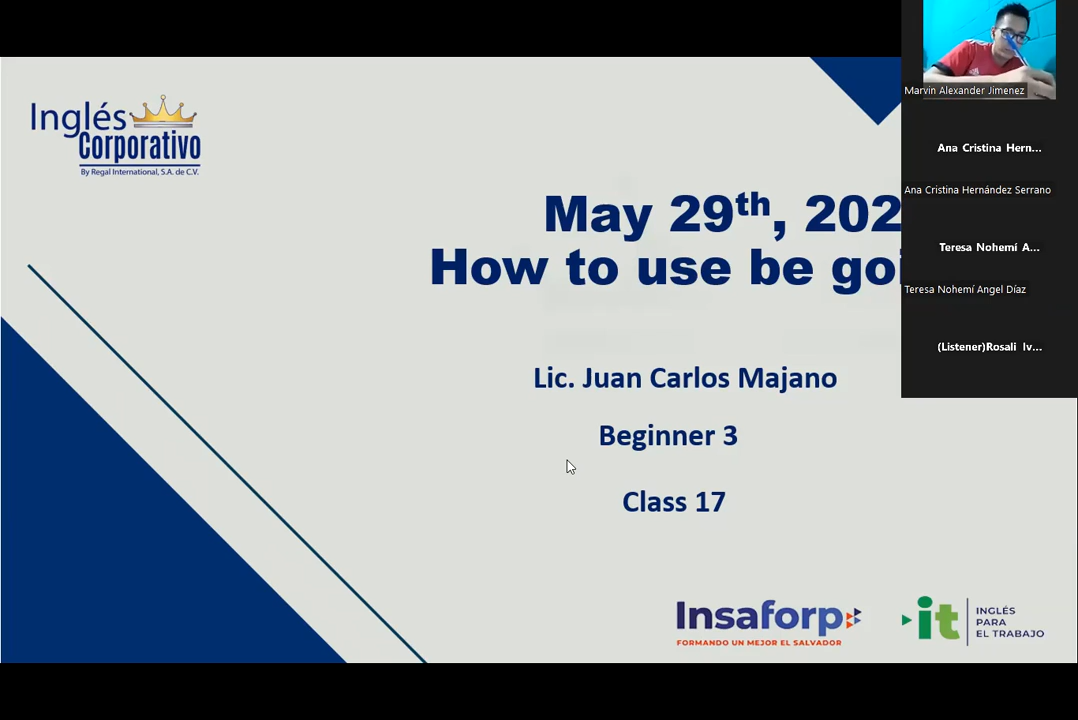 Inglés
Corporativo
By Regal International, S.A. de C.V.
May 29th, 202
How to use be goi
Lic. Juan Carlos Majano
Beginner 3
Class 17
Insaforp
FORMANDO UN MEJOR EL SALVADOR
it
INGLÉS
PARA
EL TRABAJO
Marvin Alexander Jimenez
Ana Cristina Hern...
Ana Cristina Hernández Serrano
Teresa Nohemí A...
Teresa Nohemí Angel Díaz
(Listener)Rosali Iv...